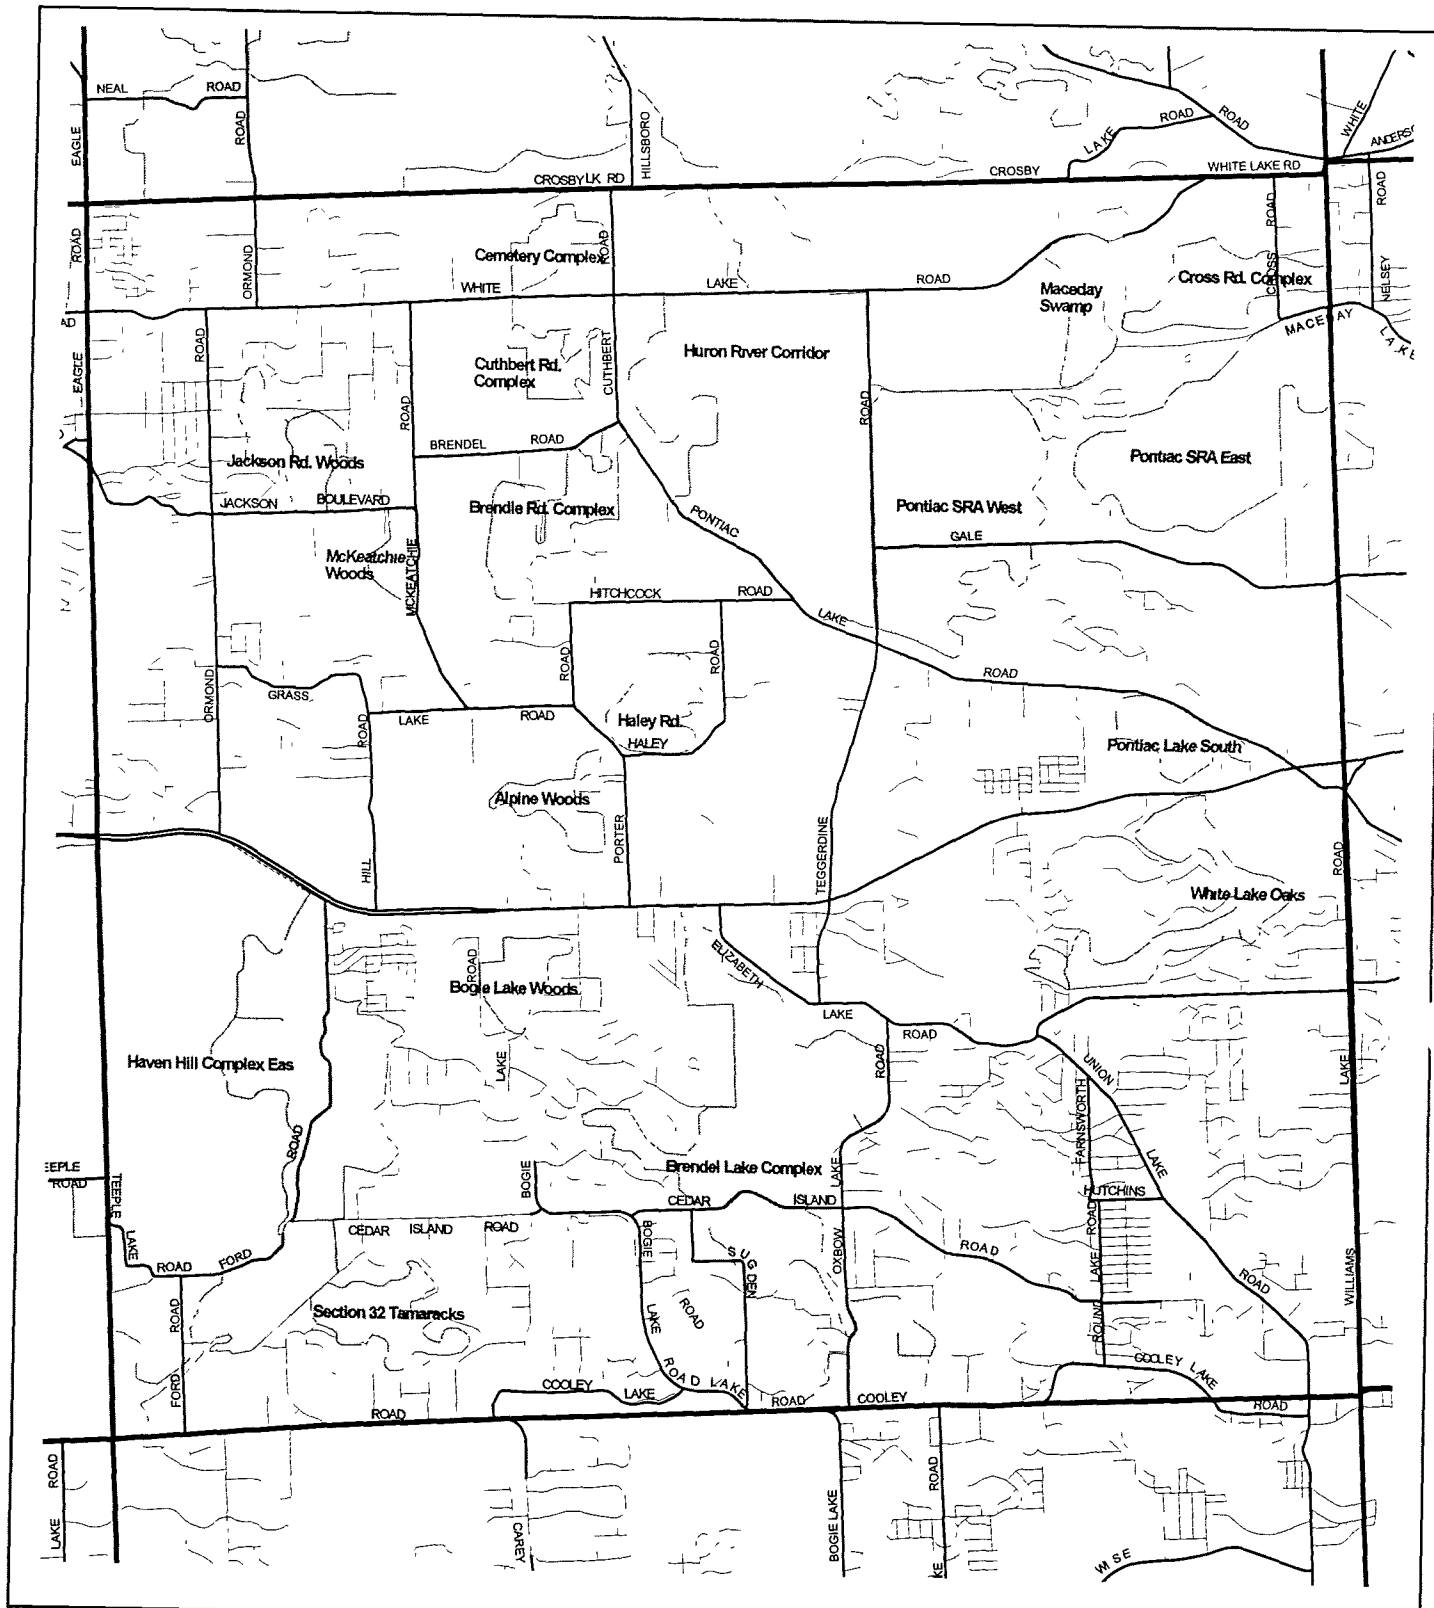 NEAL ROAD
EAGLE
ROAD
HILLSBORO
LAKE ROAD
ROAD
WHITE
CROSBY LK RD
CROSBY
WHITE LAKE RD
ROAD
ROAD
ORMOND
Cemetery Complex
ROAD
WHITE LAKE ROAD
Maceday
Swamp
Cross Rd. Complex
CROSS
ROAD
NELSEY
MACEDAY LAKE
AD
EAGLE
ROAD
ROAD
Cuthbert Rd.
Complex
CUTHBERT
Huron River Corridor
ROAD
BRENDEL ROAD
Jackson Rd. Woods
JACKSON BOULEVARD
Brendle Rd. Complex
PONTIAC
Pontiac SRA East
Pontiac SRA West
GALE
McKeatchie
Woods
MCKEATCHIE
HITCHCOCK ROAD
LAKE
ROAD
ROAD
ROAD
ORMOND
GRASS
ROAD
LAKE ROAD
Haley Rd.
HALEY
Pontiac Lake South
Alpine Woods
PORTER
HILL
TEGGERDINE
ROAD
White Lake Oaks
ELIZABETH
ROAD
Bogie Lake Woods
LAKE
ROAD
Haven Hill Complex Eas
LAKE
ROAD
UNION
FARNSWORTH
LAKE
ROAD
EEPLE
ROAD
TEEPLE
LAKE
Brendel Lake Complex
LAKE
LAKE
HUTCHINS
BOGIE
CEDAR ISLAND
CEDAR ISLAND ROAD
BOGIE
SUGDEN
OXBOW
ROAD
ROAD
LAKE
ROAD
WILLIAMS
ROAD FORD
ROAD
Section 32 Tamaracks
LAKE
ROAD
ROUND
FORD
COOLEY LAKE
ROAD LAKE
COOLEY LAKE
ROAD
ROAD
COOLEY
ROAD
ROAD
LAKE
CAREY
BOGIE LAKE
ROAD
KE
WISE